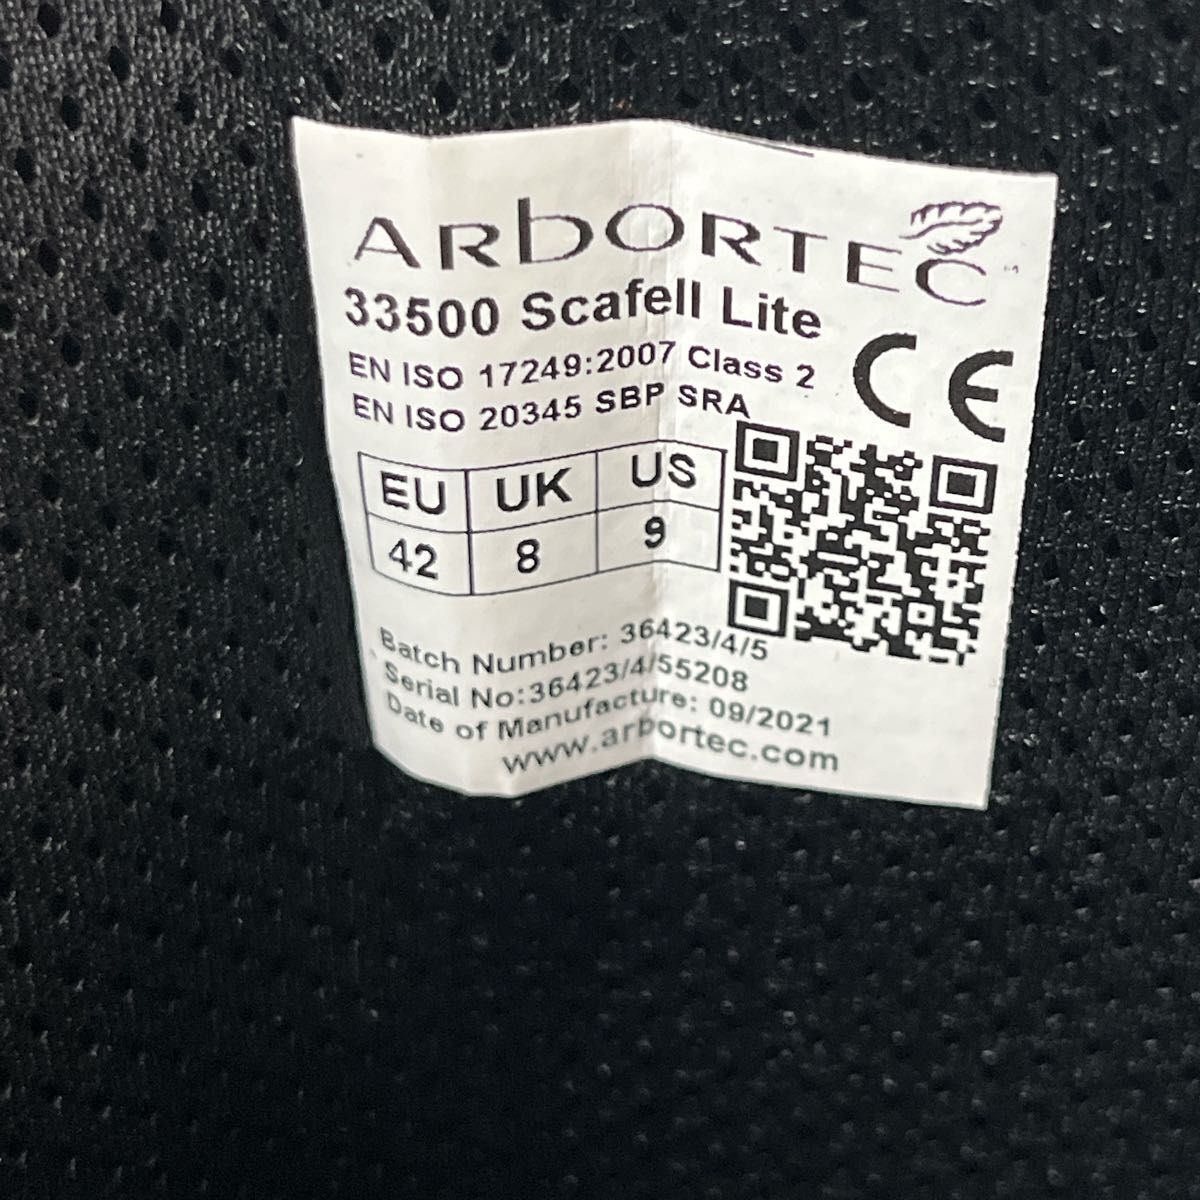 ARbORTEC
33500 Scafell Lite
EN ISO 17249:2007 Class 2
EN ISO 20345 SBP SRA
CE
EU UK US
42 8 9
Batch Number: 36423/4/5
Serial No:36423/4/55208
Date of Manufacture: 09/2021
www.arbortec.com